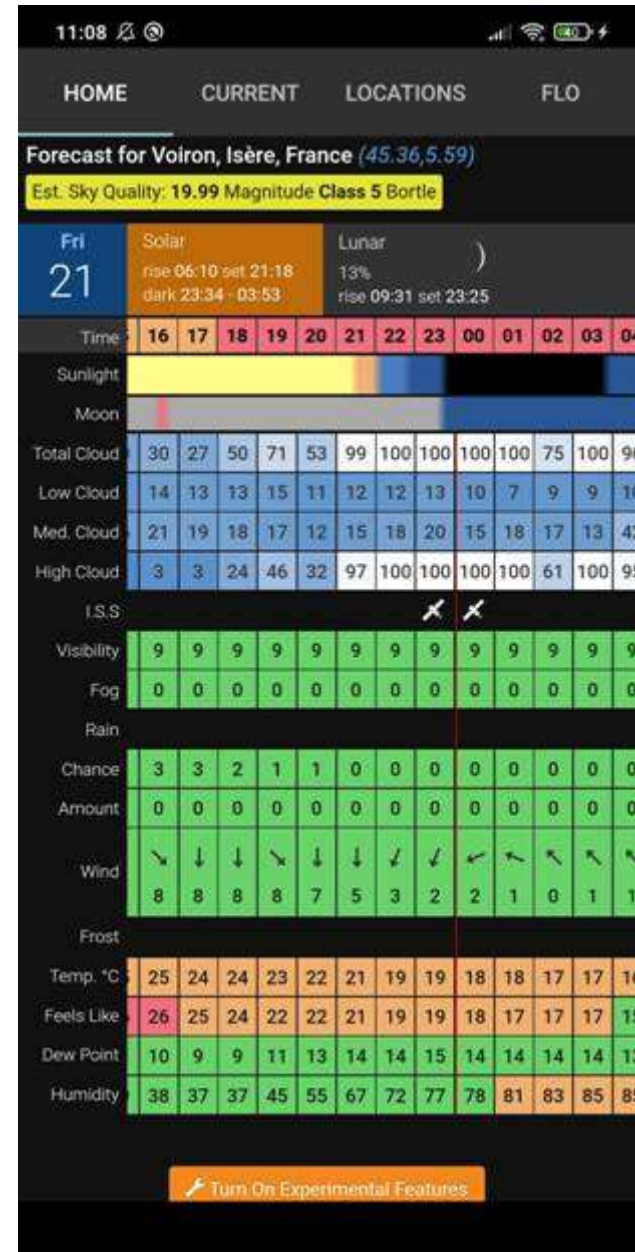 11:08
40
HOME CURRENT LOCATIONS FLO
Forecast for Voiron, Isère, France (45.36,5.59)
Est. Sky Quality: 19.99 Magnitude Class 5 Bortle
Fri
21
Solar
rise 06:10 set 21:18
dark 23:34 - 03:53
Lunar
13%
rise 09:31 set 23:25
Time 16 17 18 19 20 21 22 23 00 01 02 03 04
Sunlight
Moon
Total Cloud 30 27 50 71 53 99 100 100 100 100 75 100
Low Cloud 14 13 13 15 11 12 12 13 10 7 9 9
Med. Cloud 21 19 18 17 12 15 18 20 15 18 17 13
High Cloud 3 3 24 46 32 97 100 100 100 100 61 100
I.S.S
Visibility 9 9 9 9 9 9 9 9 9 9 9 9 9
Fog 0 0 0 0 0 0 0 0 0 0 0 0 0
Rain
Chance 3 3 2 1 1 0 0 0 0 0 0 0 0
Amount 0 0 0 0 0 0 0 0 0 0 0 0 0
Wind 8 8 8 8 7 5 3 2 2 1 0 1 1
Frost
Temp. °C 25 24 24 23 22 21 19 19 18 18 17 17
Feels Like 26 25 24 22 22 21 19 19 18 17 17 17
Dew Point 10 9 9 11 13 14 14 15 14 14 14 14
Humidity 38 37 37 45 55 67 72 77 78 81 83 85
Turn On Experimental Features